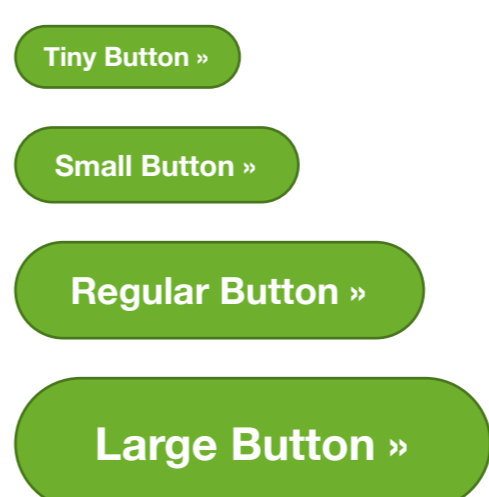 Tiny Button »
Small Button »
Regular Button »
Large Button »